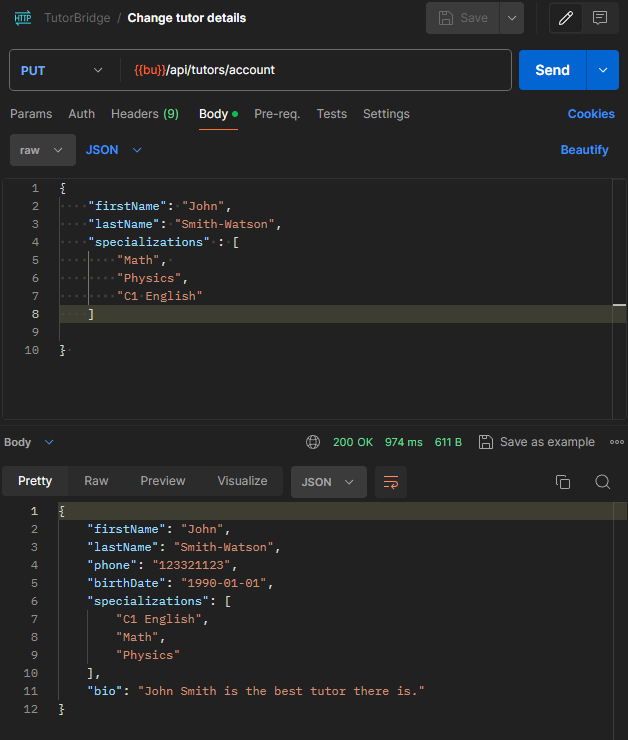 HTTP TutorBridge / Change tutor details Save
PUT {{bu}}/api/tutors/account Send
Params Auth Headers (9) Body Pre-req. Tests Settings Cookies
raw JSON Beautify
1 {
2 "firstName": "John",
3 "lastName": "Smith-Watson",
4 "specializations" : [
5 "Math",
6 "Physics",
7 "C1 English"
8 ]
9
10 }
Body 200 OK 974 ms 611 B Save as example
Pretty Raw Preview Visualize JSON
1 {
2 "firstName": "John",
3 "lastName": "Smith-Watson",
4 "phone": "123321123",
5 "birthDate": "1990-01-01",
6 "specializations": [
7 "C1 English",
8 "Math",
9 "Physics"
10 ],
11 "bio": "John Smith is the best tutor there is."
12 }